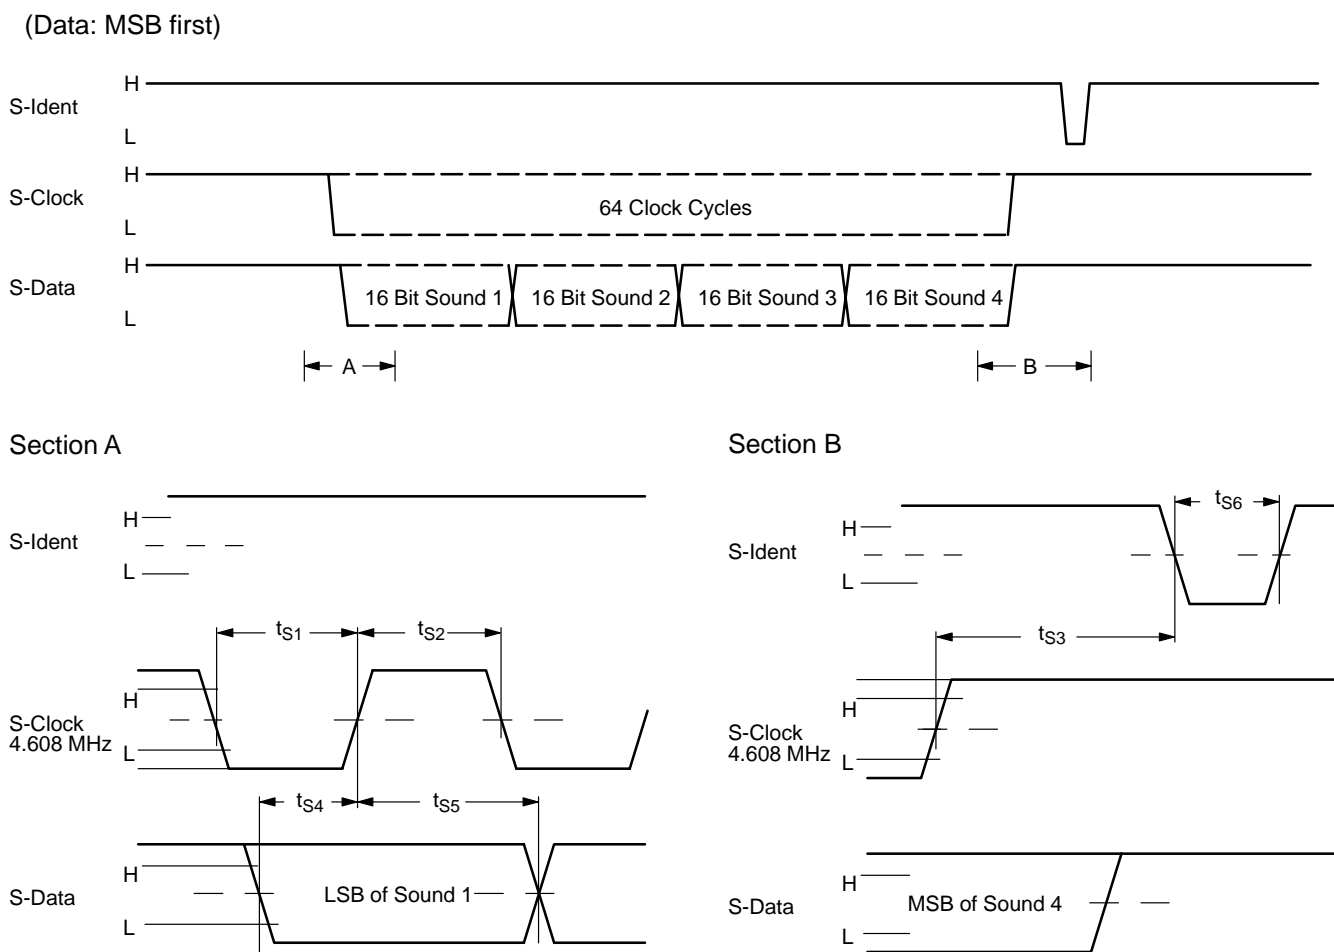 (Data: MSB first)
H
S-Ident
L
H
S-Clock
64 Clock Cycles
L
H
S-Data
16 Bit Sound 1
16 Bit Sound 2
16 Bit Sound 3
16 Bit Sound 4
L
A
B
Section A
H
S-Ident
L
tS1
tS2
H
S-Clock
4.608 MHz
L
tS4
tS5
H
S-Data
LSB of Sound 1
L
Section B
tS6
H
S-Ident
L
tS3
H
S-Clock
4.608 MHz
L
H
S-Data
MSB of Sound 4
L